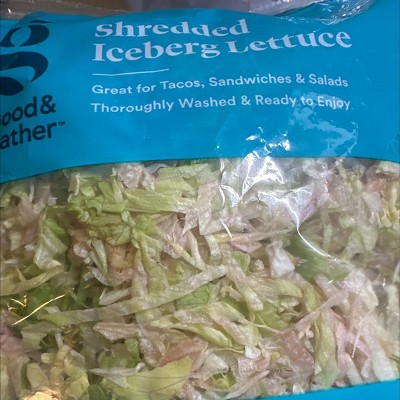 Shredded
Iceberg Lettuce
Great for Tacos, Sandwiches & Salads
Thoroughly Washed & Ready to Enjoy
g
ood &
ather™